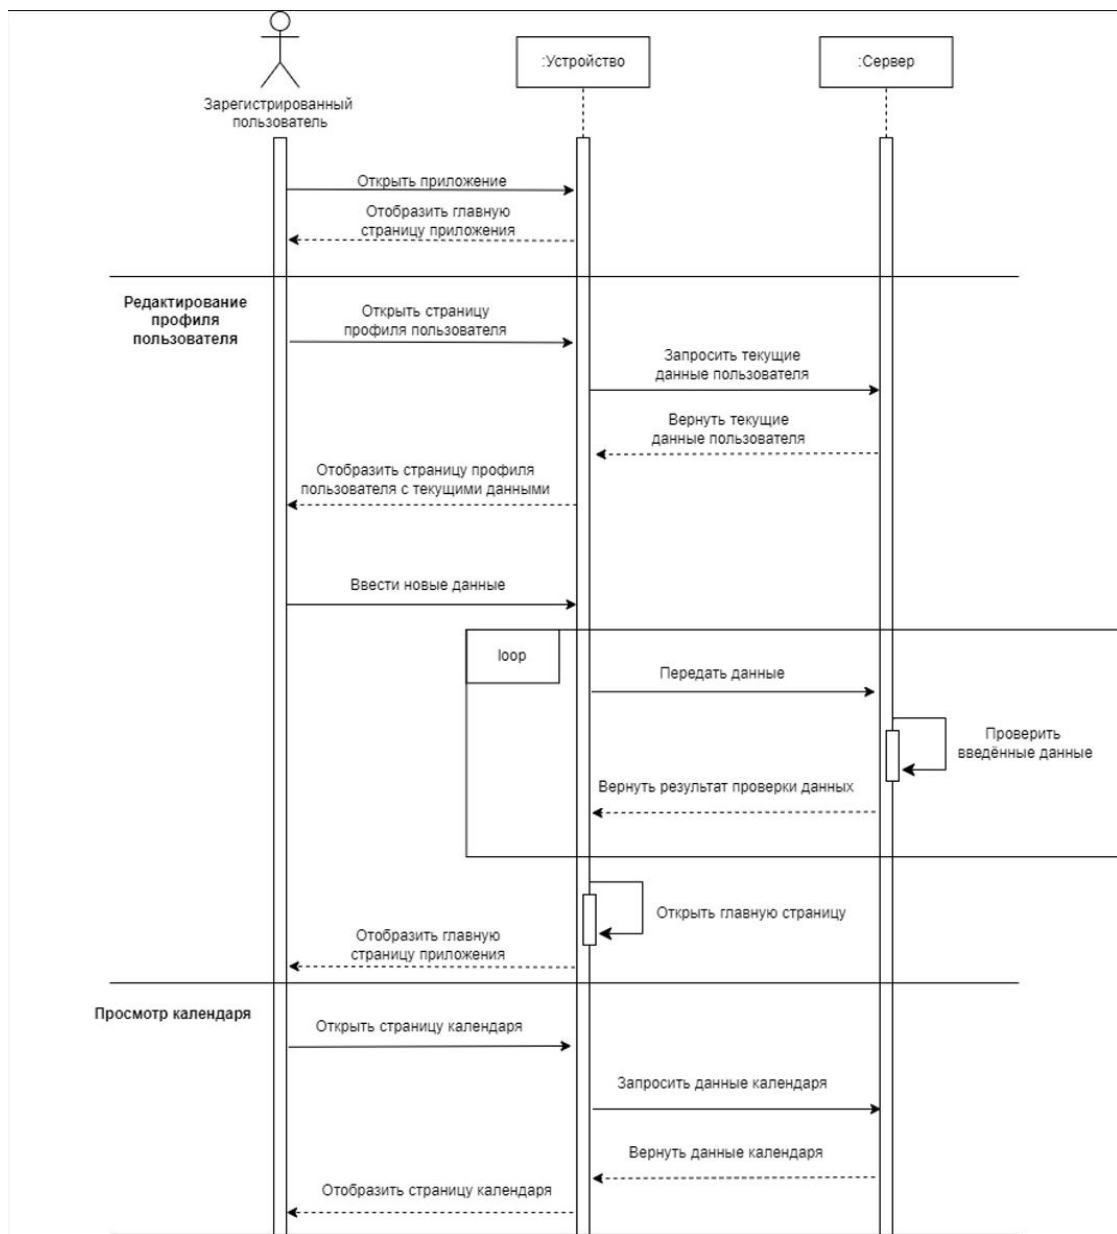 :Устройство
:Сервер
Зарегистрированный
пользователь
Открыть приложение
Отобразить главную
страницу приложения
Редактирование
профиля
пользователя
Открыть страницу
профиля пользователя
Запросить текущие
данные пользователя
Вернуть текущие
данные пользователя
Отобразить страницу профиля
пользователя с текущими данными
Ввести новые данные
loop
Передать данные
Проверить
введённые данные
Вернуть результат проверки данных
Открыть главную страницу
Отобразить главную
страницу приложения
Просмотр календаря
Открыть страницу календаря
Запросить данные календаря
Вернуть данные календаря
Отобразить страницу календаря